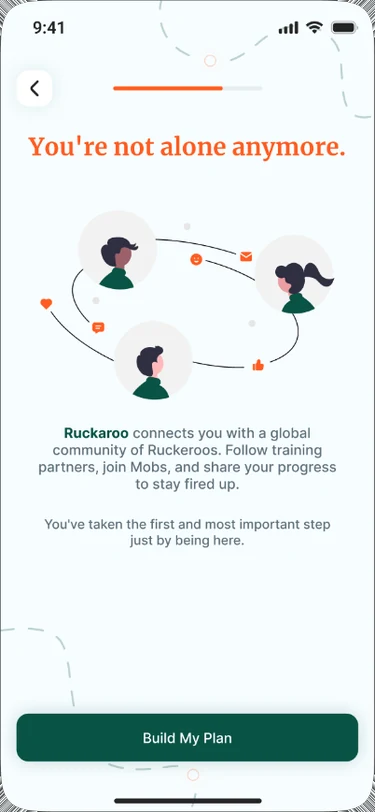 9:41
You're not alone anymore.
Ruckaroo connects you with a global
community of Ruckeroos. Follow training
partners, join Mobs, and share your progress
to stay fired up.
You've taken the first and most important step
just by being here.
Build My Plan